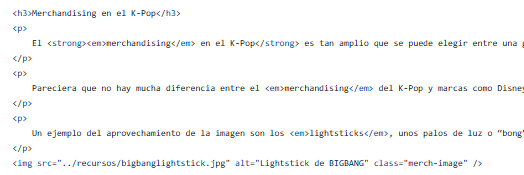 <h3>Merchandising en el K-Pop</h3>
<p>
El <strong><em>merchandising</em> en el K-Pop</strong> es tan amplio que se puede elegir entre una
</p>
<p>
Pareciera que no hay mucha diferencia entre el <em>merchandising</em> del K-Pop y marcas como Disney
</p>
<p>
Un ejemplo del aprovechamiento de la imagen son los <em>lightsticks</em>, unos palos de luz o “bong”
</p>
<img src="../recursos/bigbanglightstick.jpg" alt="Lightstick de BIGBANG" class="merch-image" />